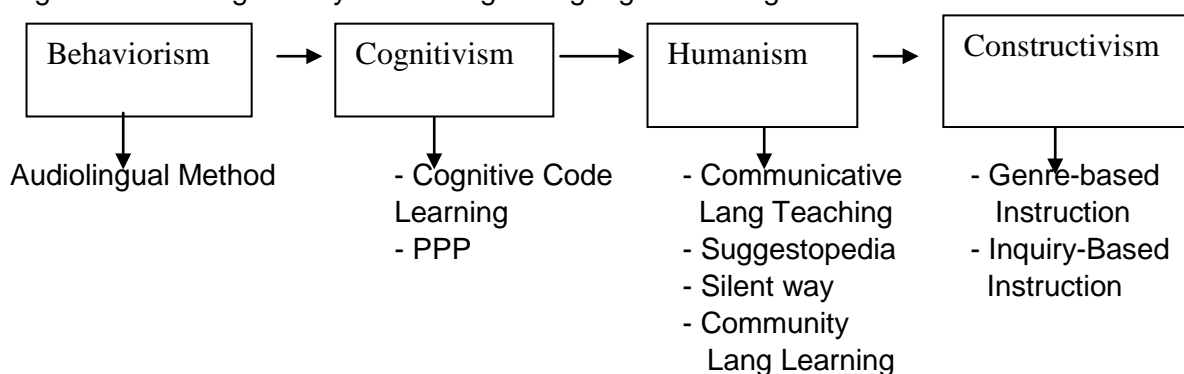 Behaviorism
Cognitivism
Humanism
Constructivism
Audiolingual Method
- Cognitive Code
Learning
- PPP
- Communicative
Lang Teaching
- Suggestopedia
- Silent way
- Community
Lang Learning
- Genre-based
Instruction
- Inquiry-Based
Instruction